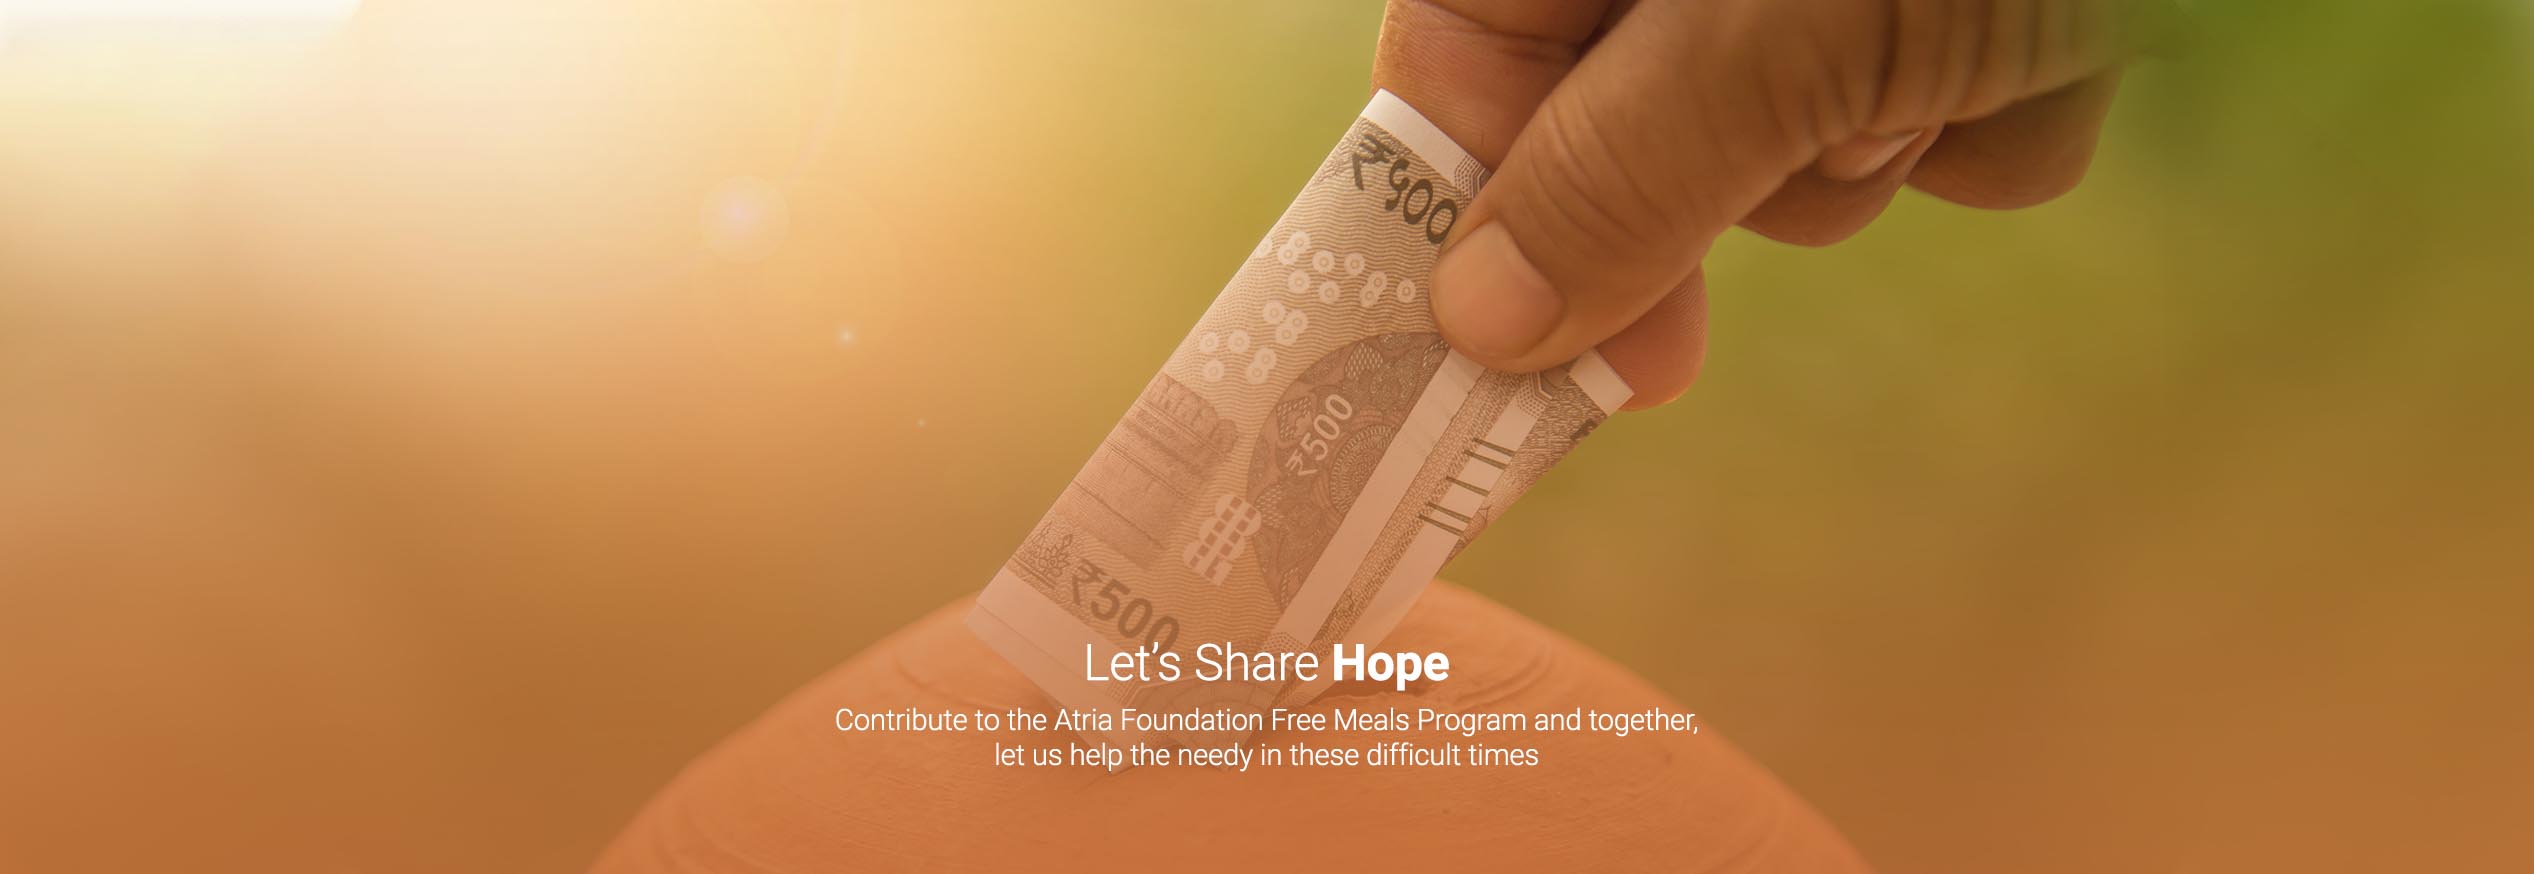 ₹५००
₹500
₹500
Let's Share Hope
Contribute to the Atria Foundation Free Meals Program and together,
let us help the needy in these difficult times